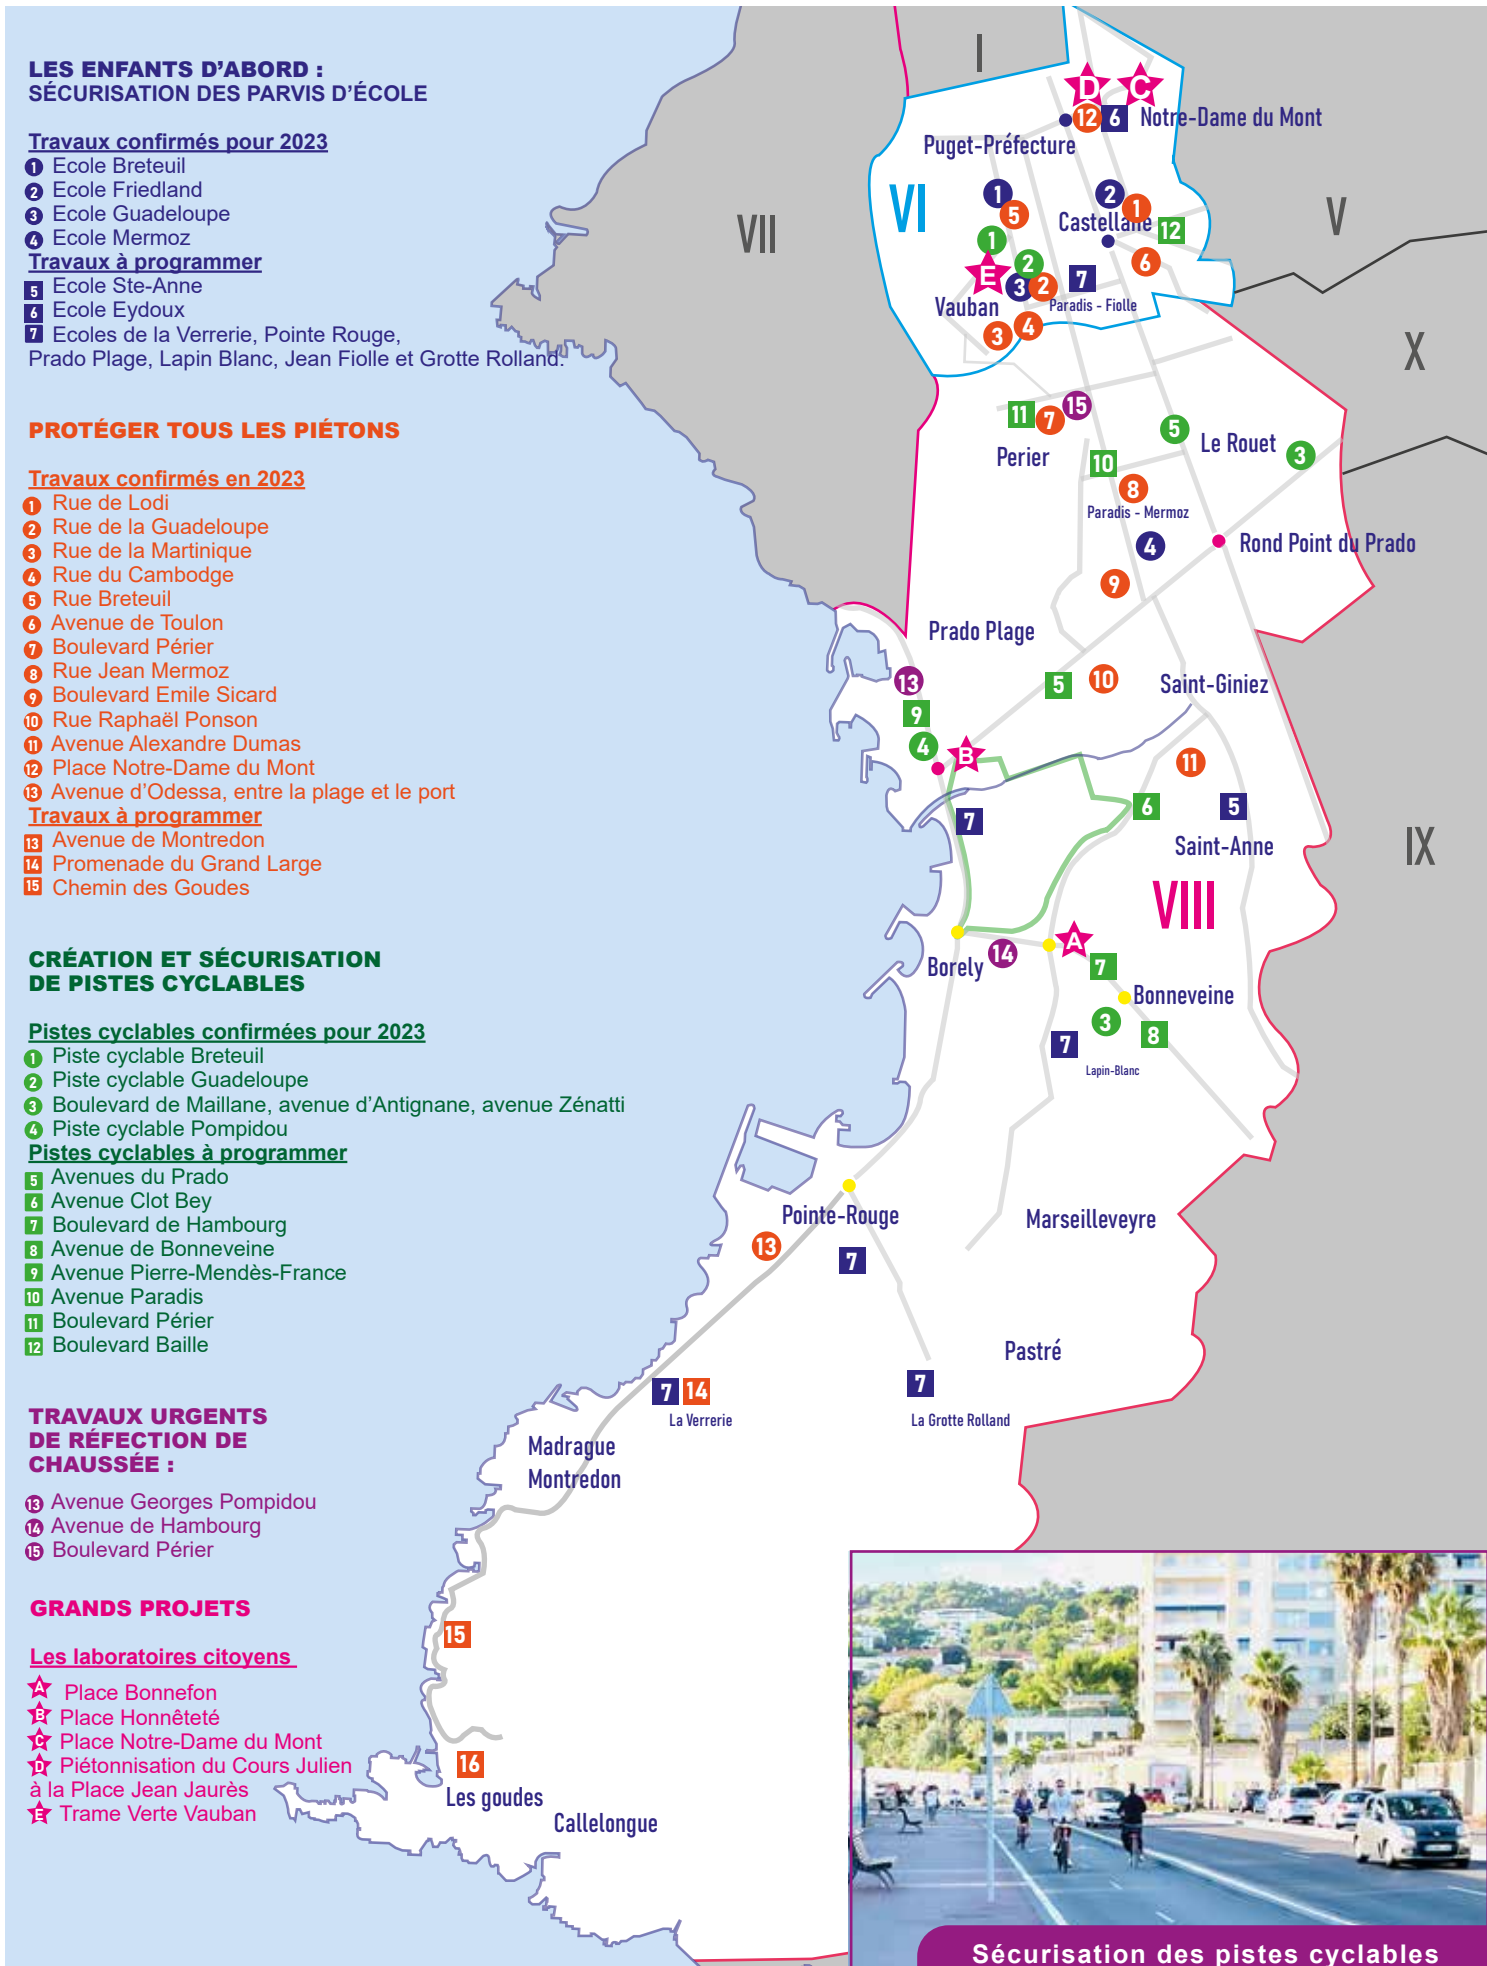 LES ENFANTS D'ABORD :
SÉCURISATION DES PARVIS D'ÉCOLE
Travaux confirmés pour 2023
1 Ecole Breteuil
2 Ecole Friedland
3 Ecole Guadeloupe
4 Ecole Mermoz
Travaux à programmer
5 Ecole Ste-Anne
6 Ecole Eydoux
7 Ecoles de la Verrerie, Pointe Rouge,
Prado Plage, Lapin Blanc, Jean Fiolle et Grotte Rolland.
PROTÉGER TOUS LES PIÉTONS
Travaux confirmés en 2023
1 Rue de Lodi
2 Rue de la Guadeloupe
3 Rue de la Martinique
4 Rue du Cambodge
5 Rue Breteuil
6 Avenue de Toulon
7 Boulevard Périer
8 Rue Jean Mermoz
9 Boulevard Emile Sicard
10 Rue Raphaël Ponson
11 Avenue Alexandre Dumas
12 Place Notre-Dame du Mont
13 Avenue d'Odessa, entre la plage et le port
Travaux à programmer
13 Avenue de Montredon
14 Promenade du Grand Large
15 Chemin des Goudes
CRÉATION ET SÉCURISATION
DE PISTES CYCLABLES
Pistes cyclables confirmées pour 2023
1 Piste cyclable Breteuil
2 Piste cyclable Guadeloupe
3 Boulevard de Maillane, avenue d'Antignane, avenue Zénatti
4 Piste cyclable Pompidou
Pistes cyclables à programmer
5 Avenues du Prado
6 Avenue Clot Bey
7 Boulevard de Hambourg
8 Avenue de Bonneveine
9 Avenue Pierre-Mendès-France
10 Avenue Paradis
11 Boulevard Périer
12 Boulevard Baille
TRAVAUX URGENTS
DE RÉFECTION DE
CHAUSSÉE :
13 Avenue Georges Pompidou
14 Avenue de Hambourg
15 Boulevard Périer
GRANDS PROJETS
Les laboratoires citoyens
A Place Bonnefon
B Place Honnêteté
C Place Notre-Dame du Mont
D Piétonnisation du Cours Julien
à la Place Jean Jaurès
E Trame Verte Vauban
I
D C
12 6 Notre-Dame du Mont
Puget-Préfecture
VII
VI
V
1 2
5 1
Castellane 12
1
2 6
E 3 2 7
Vauban Paradis - Fiolle
3 4
X
11 7 15
5
Le Rouet 3
Perier
10
8
Paradis - Mermoz
4 Rond Point du Prado
9
Prado Plage
13 5 10 Saint-Giniez
9
4 B
11
7 6 5
Saint-Anne
IX
VIII
A
Borely 14
7
Bonneveine
3 8
7
Lapin-Blanc
Pointe-Rouge
Marseilleveyre
13
7
Pastré
7 14 7
La Verrerie La Grotte Rolland
Madrague
Montredon
15
16
Les goudes
Callelongue
Sécurisation des pistes cyclables